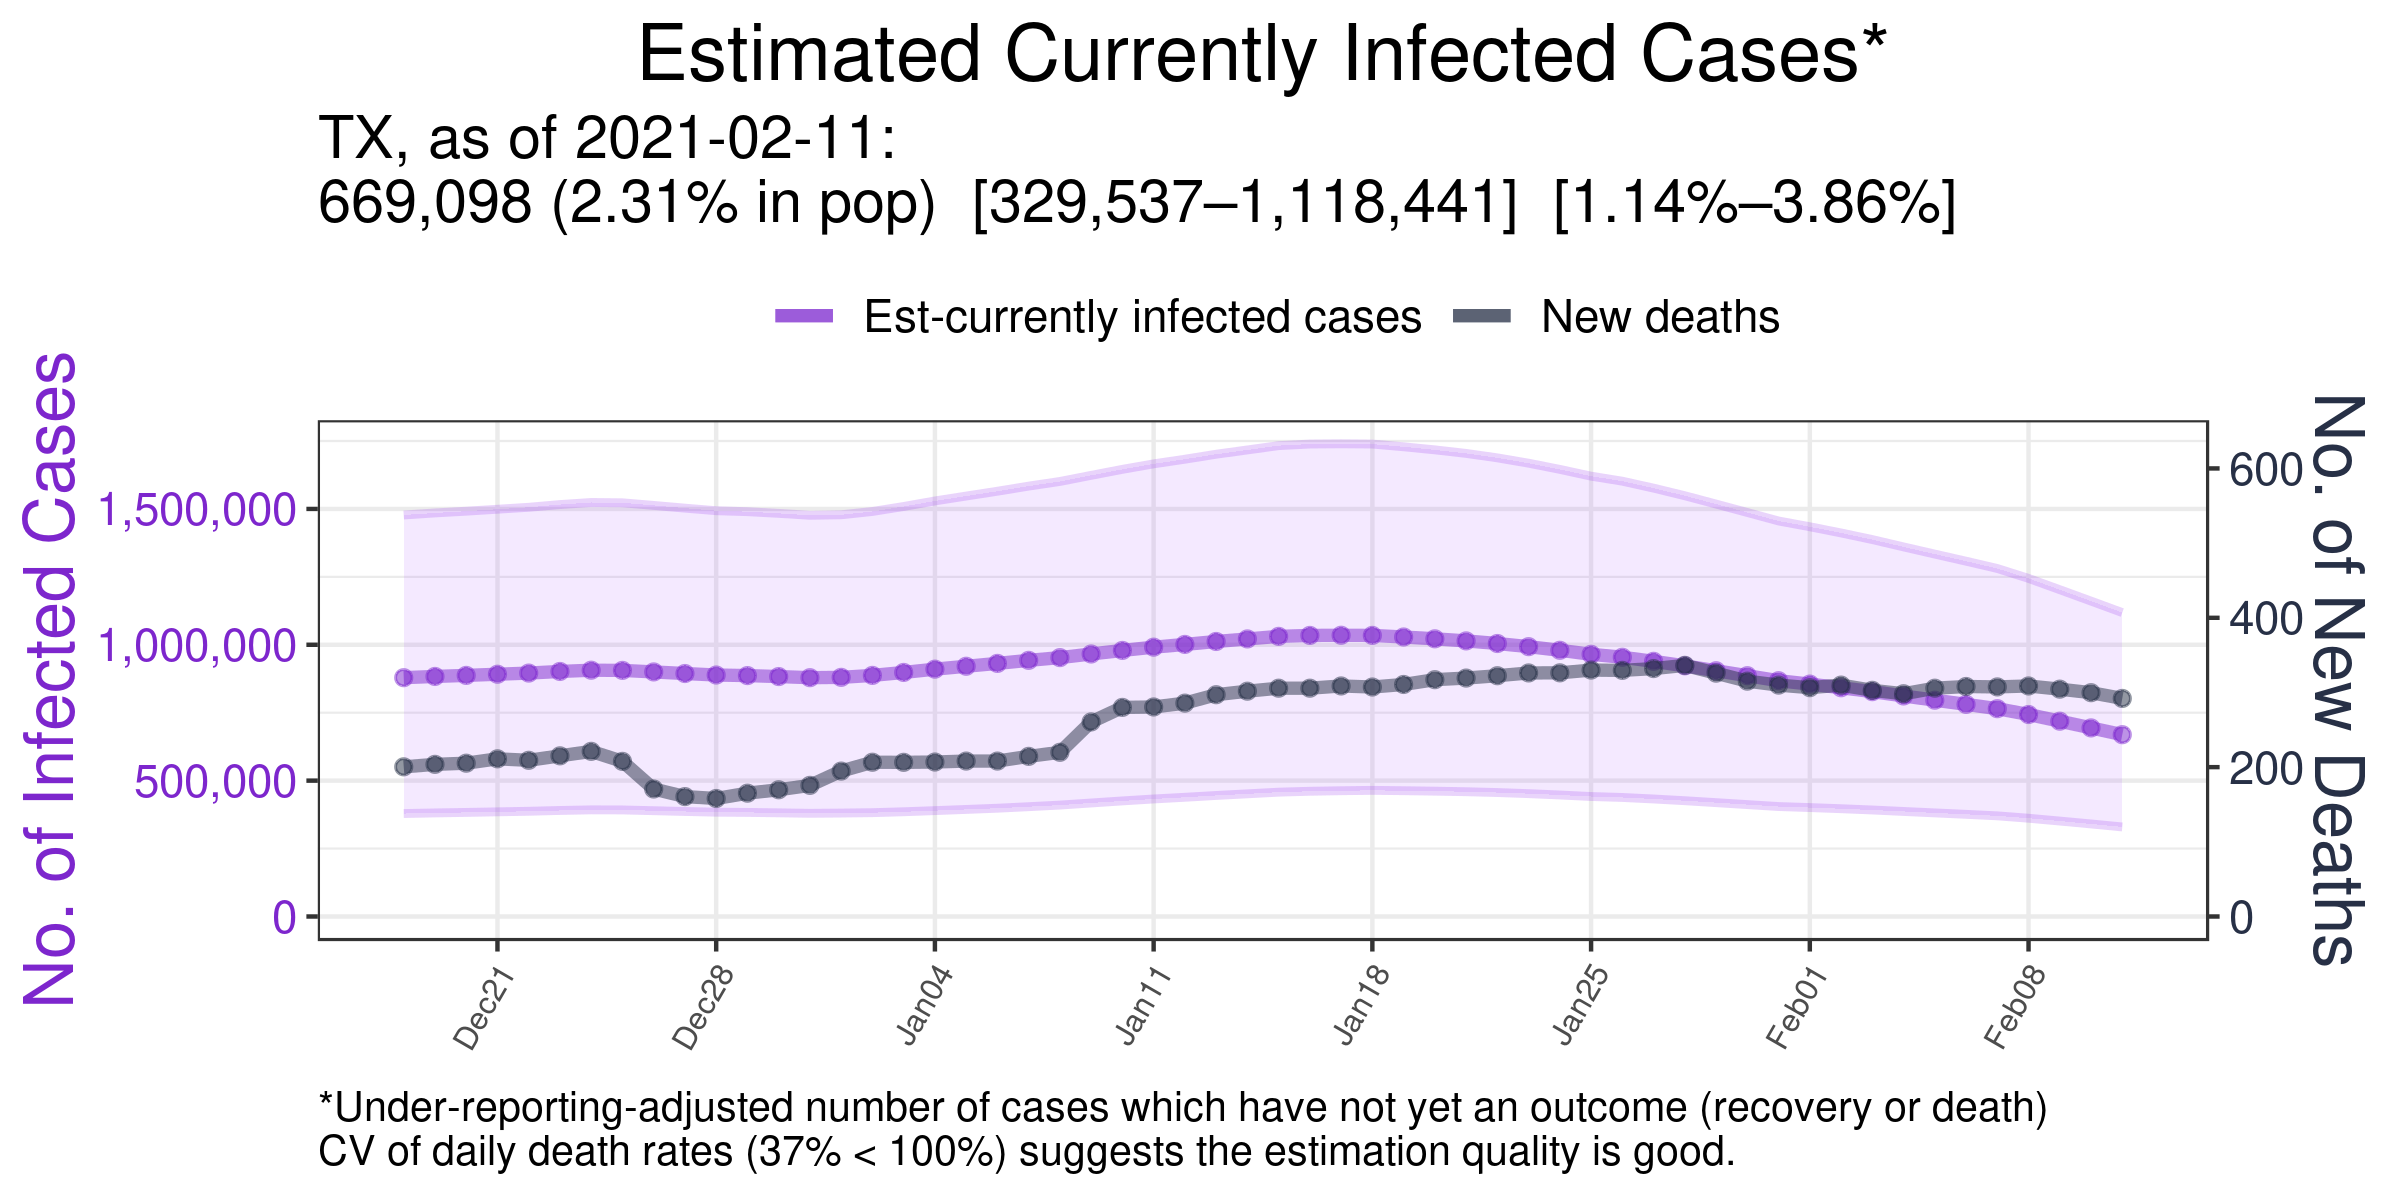 Estimated Currently Infected Cases*
TX, as of 2021-02-11:
669,098 (2.31% in pop)  [329,537–1,118,441]  [1.14%–3.86%]
Est-currently infected cases
New deaths
No. of Infected Cases
1,500,000
1,000,000
500,000
0
600
400
200
0
No. of New Deaths
Dec21
Dec28
Jan04
Jan11
Jan18
Jan25
Feb01
Feb08
*Under-reporting-adjusted number of cases which have not yet an outcome (recovery or death)
CV of daily death rates (37% < 100%) suggests the estimation quality is good.